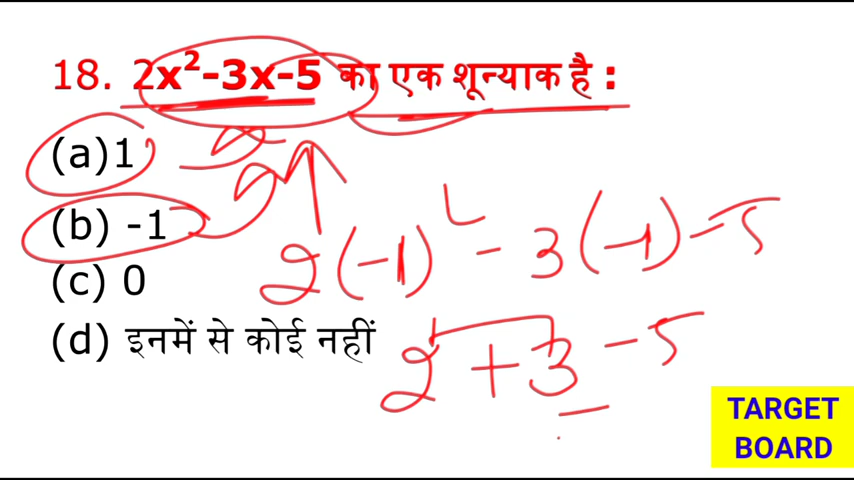 18. 2x²-3x-5 का एक शून्याक है :
(a)1
(b) -1
2(-1)² - 3(-1) - 5
(c) 0
(d) इनमें से कोई नहीं
2 + 3 - 5
TARGET
BOARD